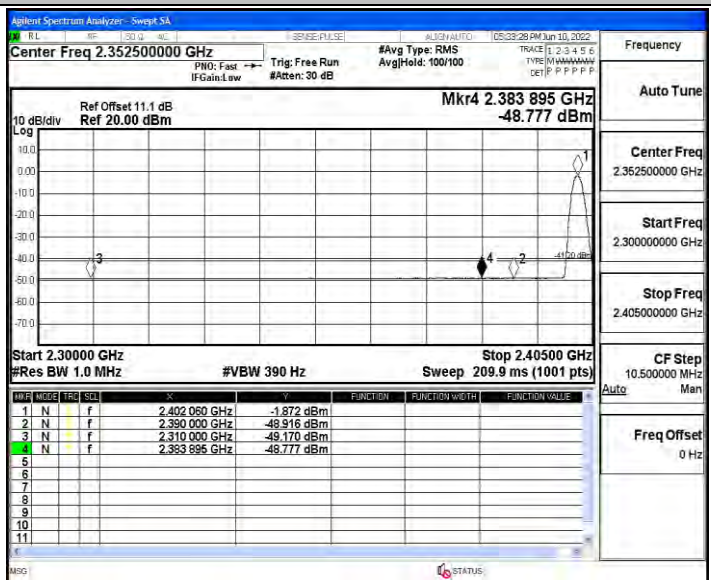 Agilent Spectrum Analyzer - Swept SA
RL RF 50 Ω AC SENSE:PULSE ALIGN AUTO 05:33:28 PM Jun 10, 2022
Center Freq 2.352500000 GHz
PNO: Fast
IFGain:Low
Trig: Free Run
#Atten: 30 dB
#Avg Type: RMS
Avg|Hold: 100/100
TRACE 1 2 3 4 5 6
TYPE M
DET P P P P P P
Frequency
Auto Tune
Mkr4 2.383 895 GHz
-48.777 dBm
Ref Offset 11.1 dB
10 dB/div Ref 20.00 dBm
Log
10.0
0.00
-10.0
-20.0
-30.0
-40.0
-50.0
-60.0
-70.0
1
3
4
2
-41.20 dBm
Start 2.30000 GHz
Stop 2.40500 GHz
#Res BW 1.0 MHz
#VBW 390 Hz
Sweep 209.9 ms (1001 pts)
Center Freq
2.352500000 GHz
Start Freq
2.300000000 GHz
Stop Freq
2.405000000 GHz
CF Step
10.500000 MHz
Auto Man
Freq Offset
0 Hz
MKR MODE TRC SCL X Y FUNCTION FUNCTION WIDTH FUNCTION VALUE
1 N f 2.402 060 GHz -1.872 dBm
2 N f 2.390 000 GHz -48.916 dBm
3 N f 2.310 000 GHz -49.170 dBm
4 N f 2.383 895 GHz -48.777 dBm
5
6
7
8
9
10
11
MSG
STATUS